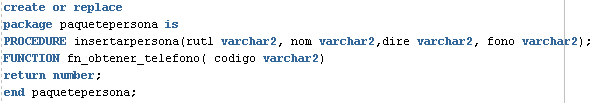 create or replace
package paquetepersona is
PROCEDURE insertarpersona(rutl varchar2, nom varchar2,dire varchar2, fono varchar2);
FUNCTION fn_obtener_telefono( codigo varchar2)
return number;
end paquetepersona;